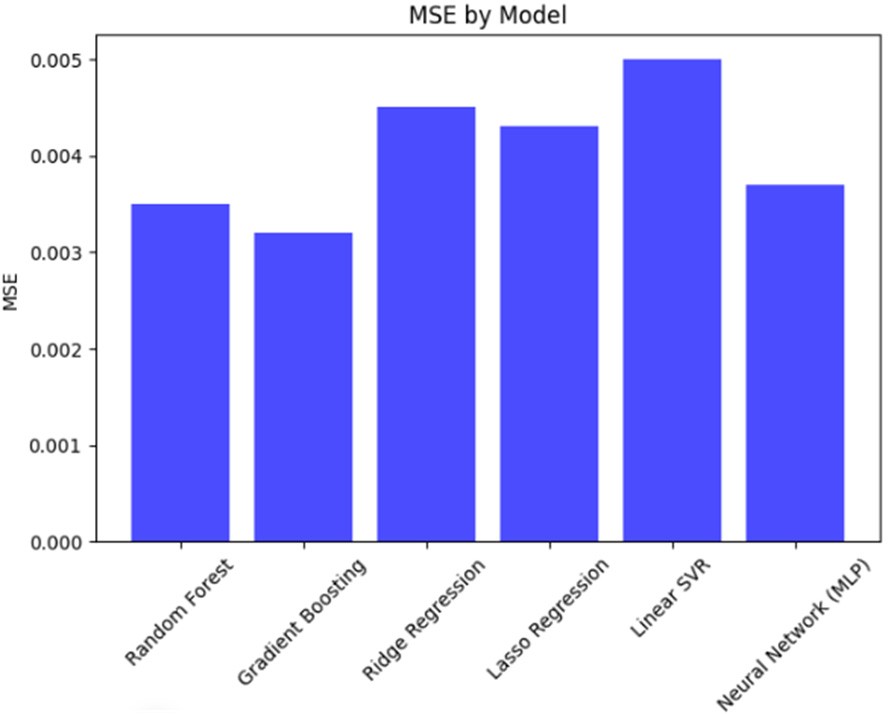 MSE by Model
MSE
0.005
0.004
0.003
0.002
0.001
0.000
Random Forest
Gradient Boosting
Ridge Regression
Lasso Regression
Linear SVR
Neural Network (MLP)